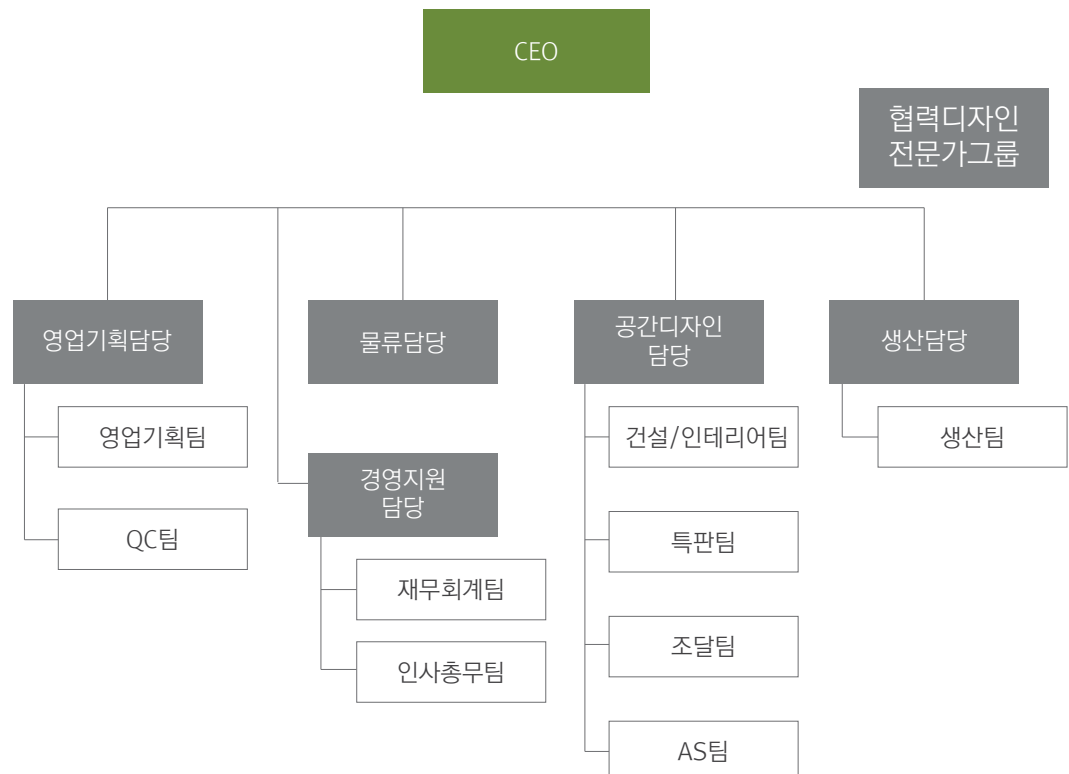 CEO
협력디자인
전문가그룹
영업기획담당
물류담당
공간디자인
담당
생산담당
영업기획팀
건설/인테리어팀
생산팀
경영지원
담당
QC팀
특판팀
재무회계팀
조달팀
인사총무팀
AS팀